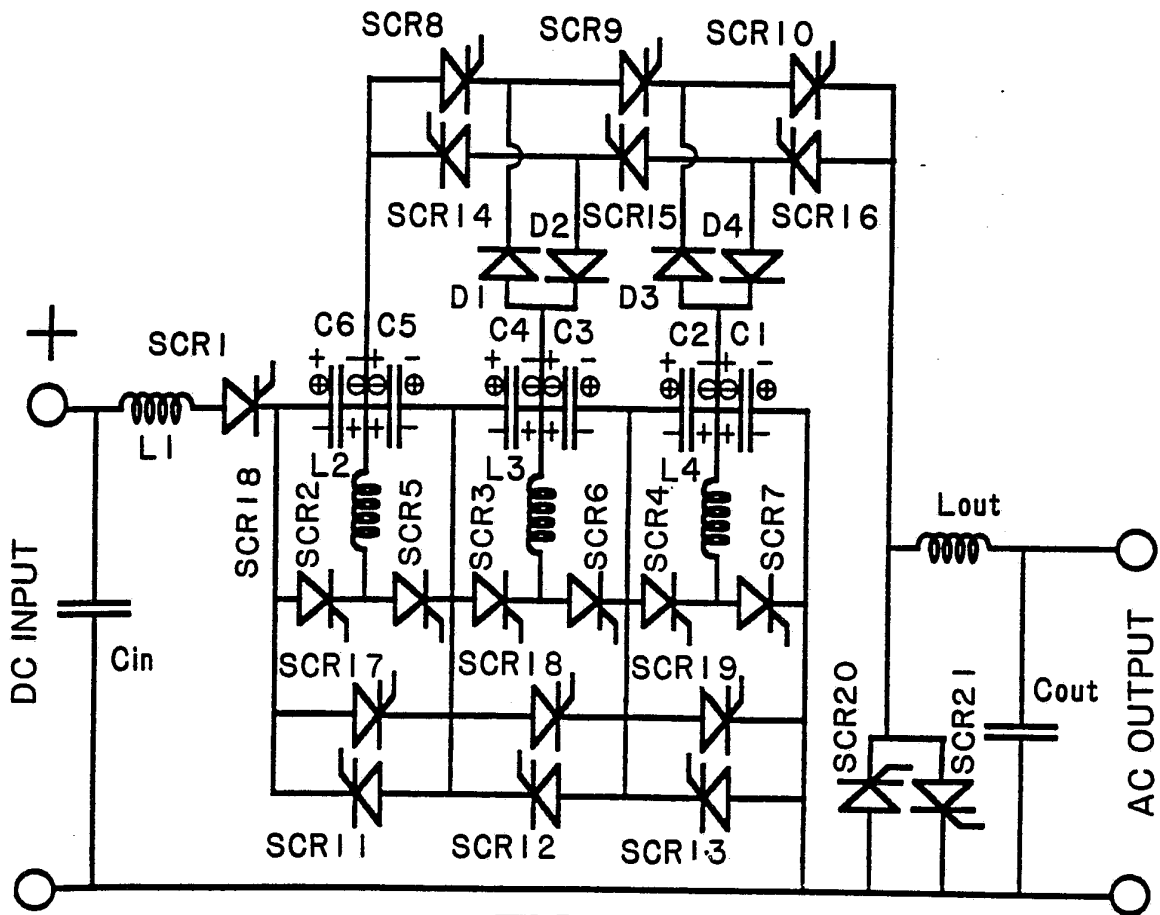 SCR8 SCR9 SCR10
SCR14 D2 SCR15 D4 SCR16
D1 D3
+
SCR1
C6 C5 C4 C3 C2 C1
+ − + - + − + - + − + -
⊕ ⊖ ⊖ ⊕ ⊕ ⊖ ⊖ ⊕ ⊕ ⊖ ⊖ ⊕
− + + − − + + − − + + −
L1 L2 L3 L4
SCR18
SCR2
SCR5
SCR3
SCR6
SCR4
SCR7
Lout
DC INPUT
Cin
SCR17 SCR18 SCR19
SCR20
SCR21
Cout
AC OUTPUT
SCR11 SCR12 SCR13